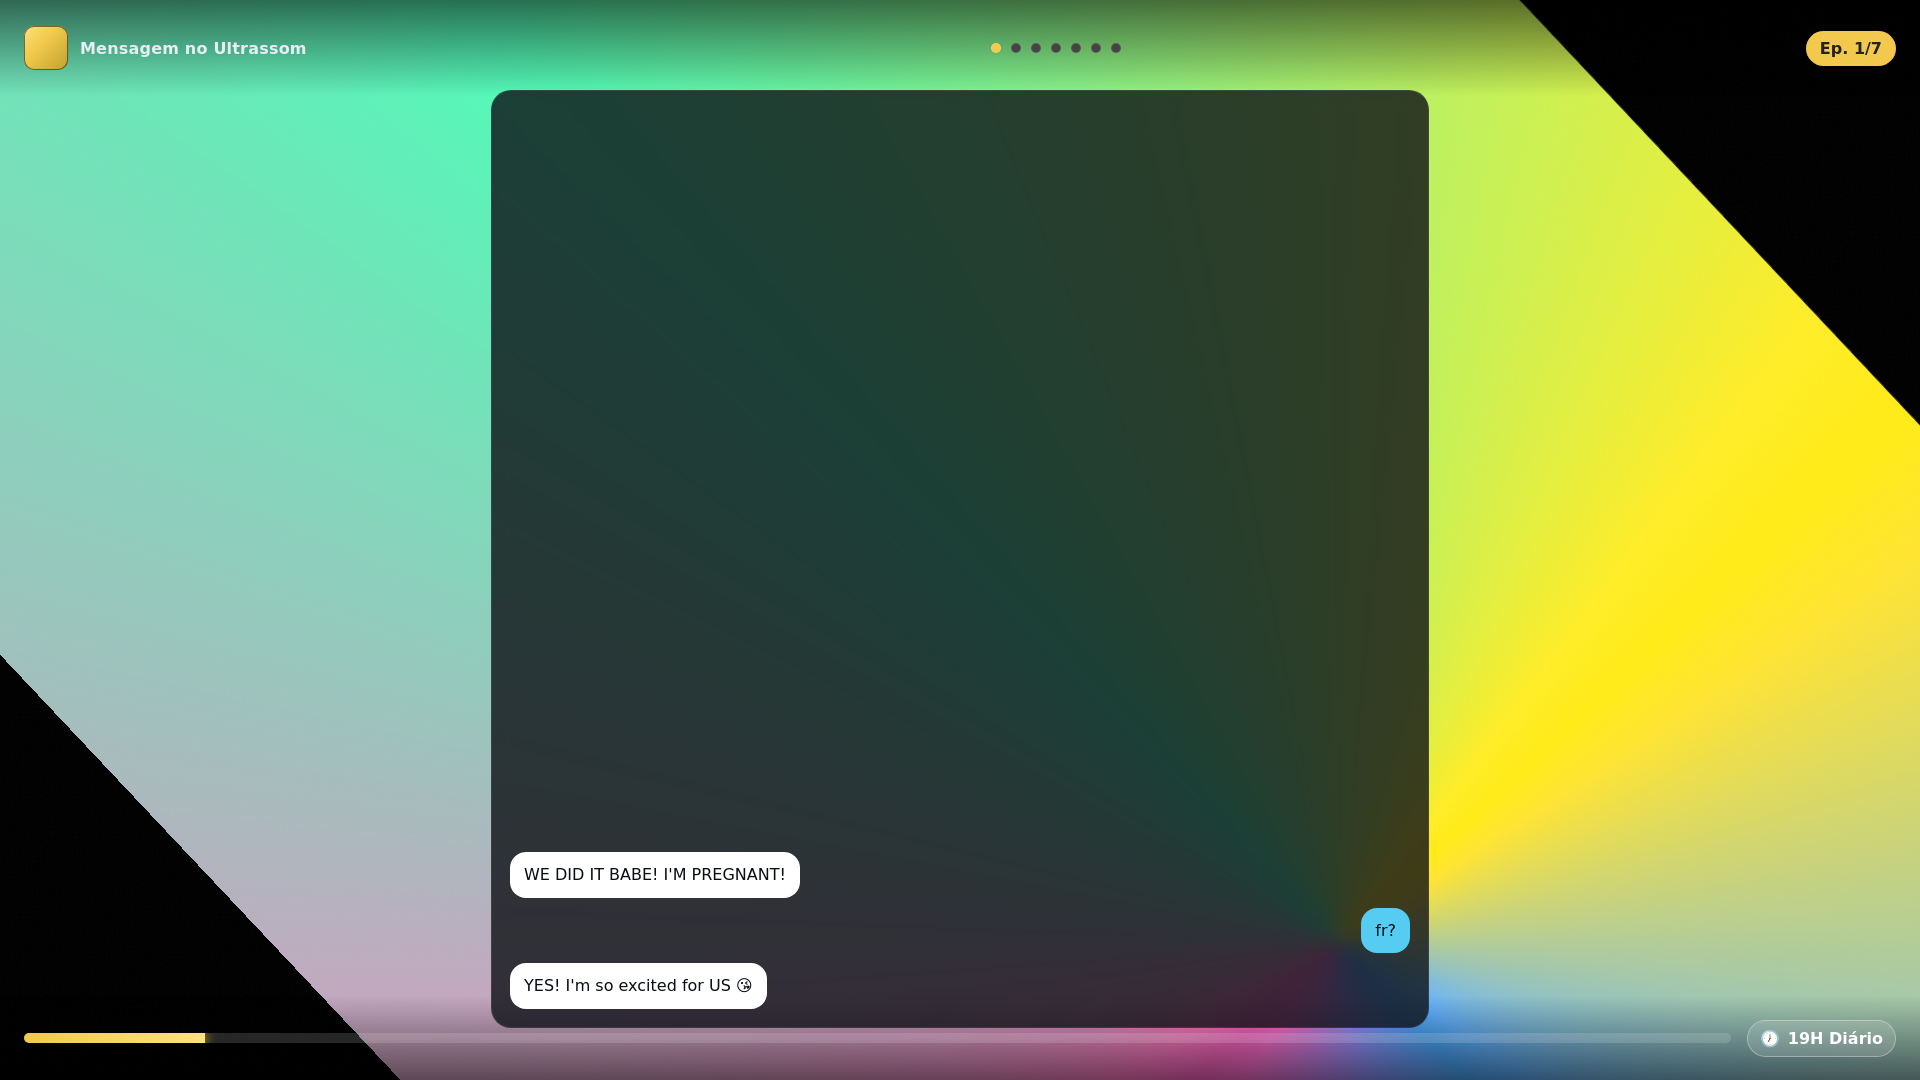 Mensagem no Ultrassom
Ep. 1/7
WE DID IT BABE! I'M PREGNANT!
fr?
YES! I'm so excited for US 😘
🕖 19H Diário